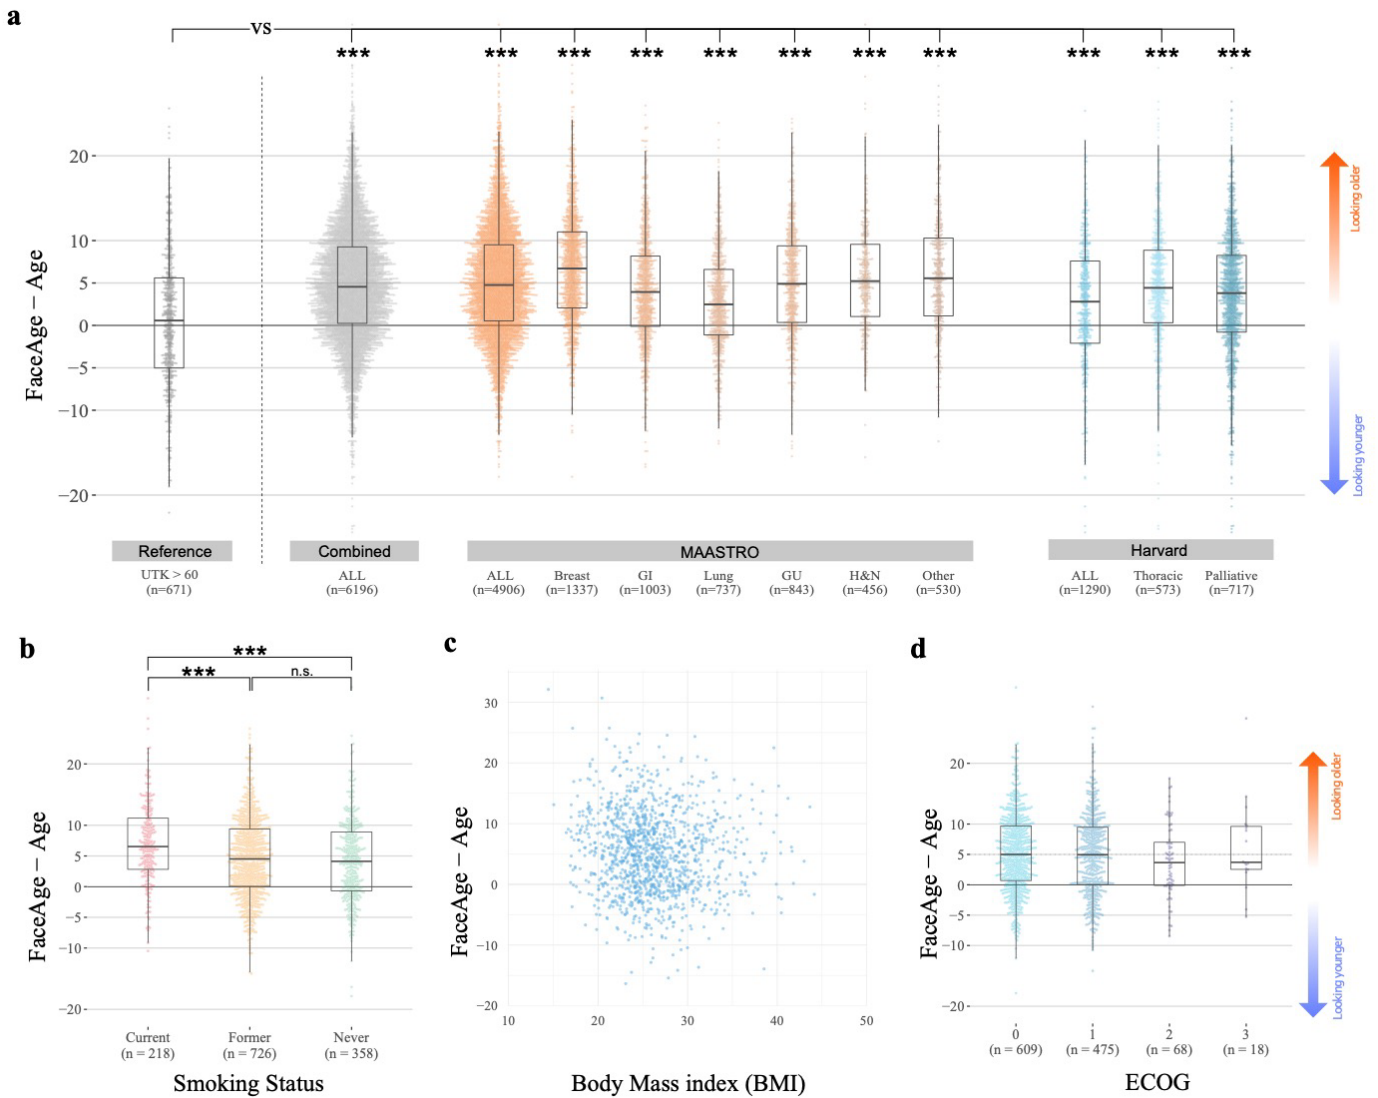 a
vs
*** *** *** *** *** *** *** *** *** *** ***
20
10
5
0
−5
−10
−20
FaceAge − Age
Looking older
Looking younger
Reference
Combined
MAASTRO
Harvard
UTK > 60
(n=671)
ALL
(n=6196)
ALL
(n=4906)
Breast
(n=1337)
GI
(n=1003)
Lung
(n=737)
GU
(n=843)
H&N
(n=456)
Other
(n=530)
ALL
(n=1290)
Thoracic
(n=573)
Palliative
(n=717)
b
***
***
n.s.
20
10
5
0
−5
−10
−20
FaceAge − Age
Current
(n = 218)
Former
(n = 726)
Never
(n = 358)
Smoking Status
c
30
20
10
0
−10
−20
FaceAge − Age
10 20 30 40 50
Body Mass index (BMI)
d
20
10
5
0
−5
−10
−20
FaceAge − Age
0
(n = 609)
1
(n = 475)
2
(n = 68)
3
(n = 18)
ECOG
Looking older
Looking younger